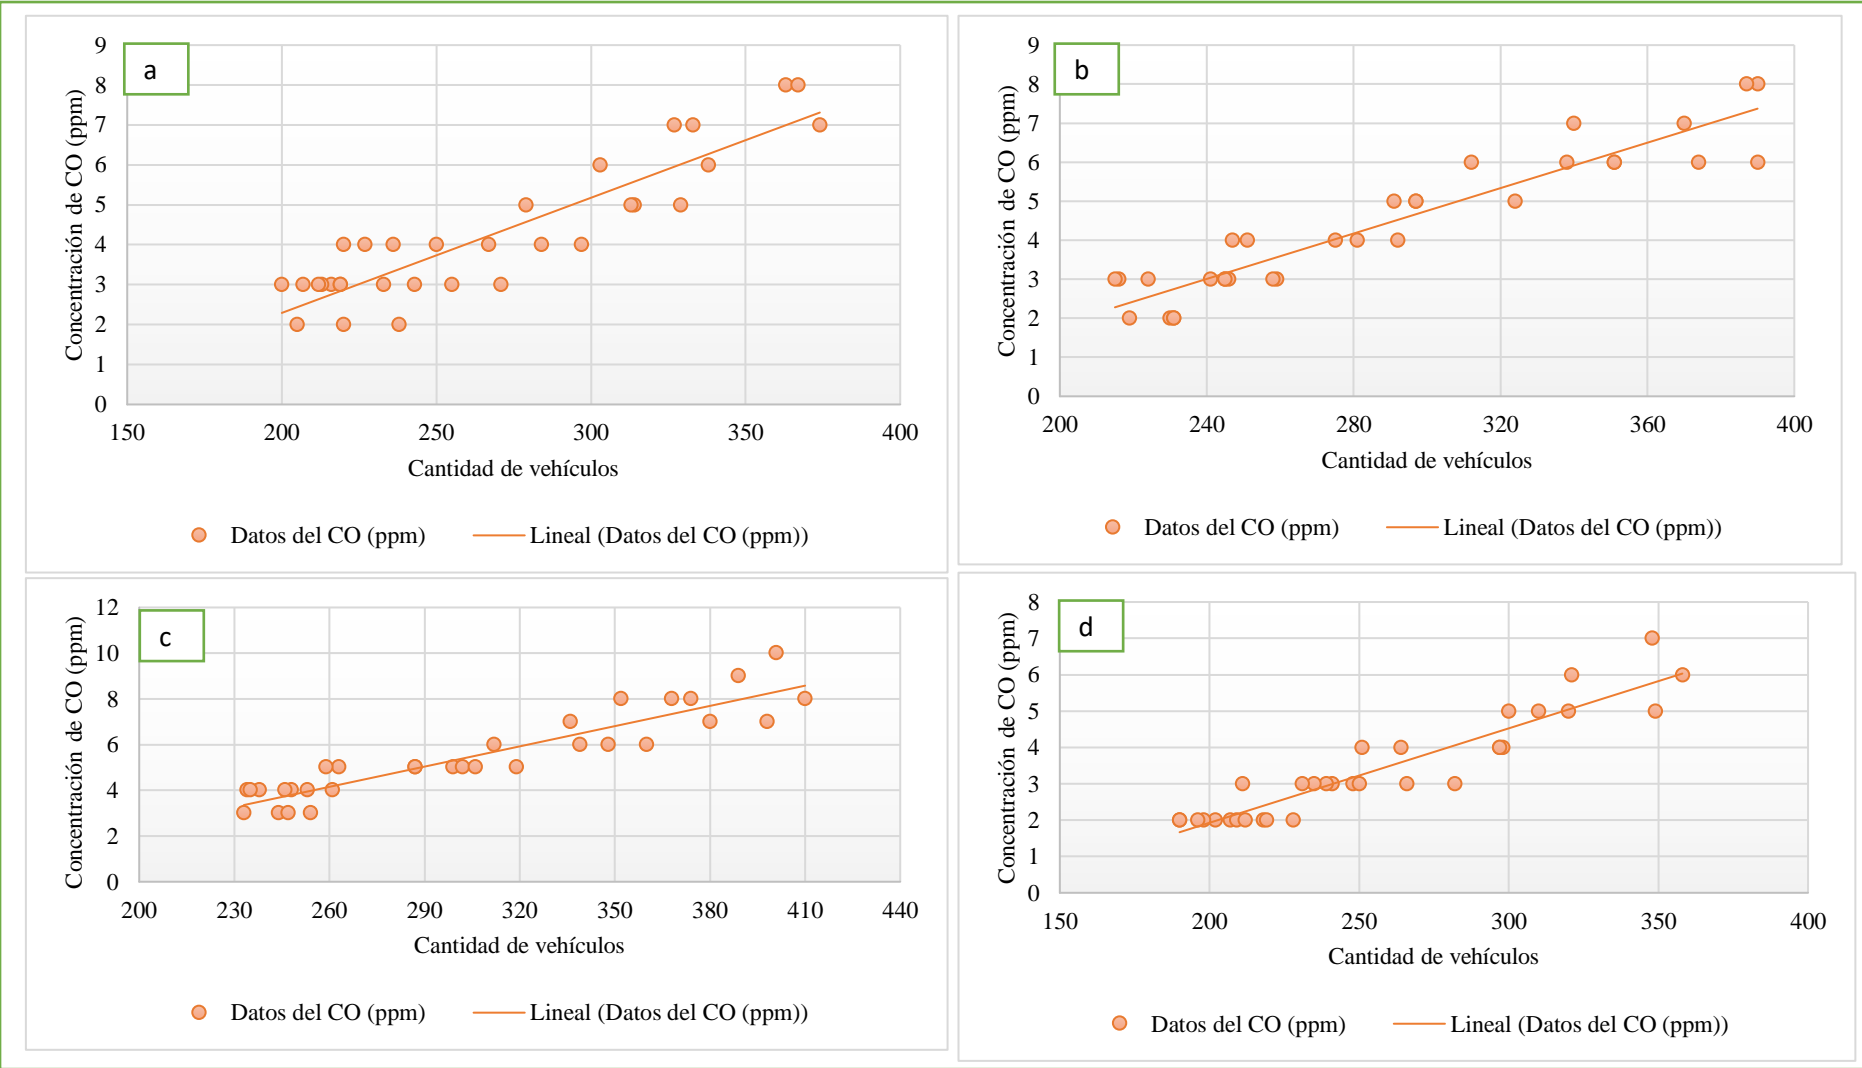 a
Concentración de CO (ppm)
9
8
7
6
5
4
3
2
1
0
150 200 250 300 350 400
Cantidad de vehículos
Datos del CO (ppm) Lineal (Datos del CO (ppm))
b
Concentración de CO (ppm)
9
8
7
6
5
4
3
2
1
0
200 240 280 320 360 400
Cantidad de vehículos
Datos del CO (ppm) Lineal (Datos del CO (ppm))
c
Concentración de CO (ppm)
12
10
8
6
4
2
0
200 230 260 290 320 350 380 410 440
Cantidad de vehículos
Datos del CO (ppm) Lineal (Datos del CO (ppm))
d
Concentración de CO (ppm)
8
7
6
5
4
3
2
1
0
150 200 250 300 350 400
Cantidad de vehículos
Datos del CO (ppm) Lineal (Datos del CO (ppm))